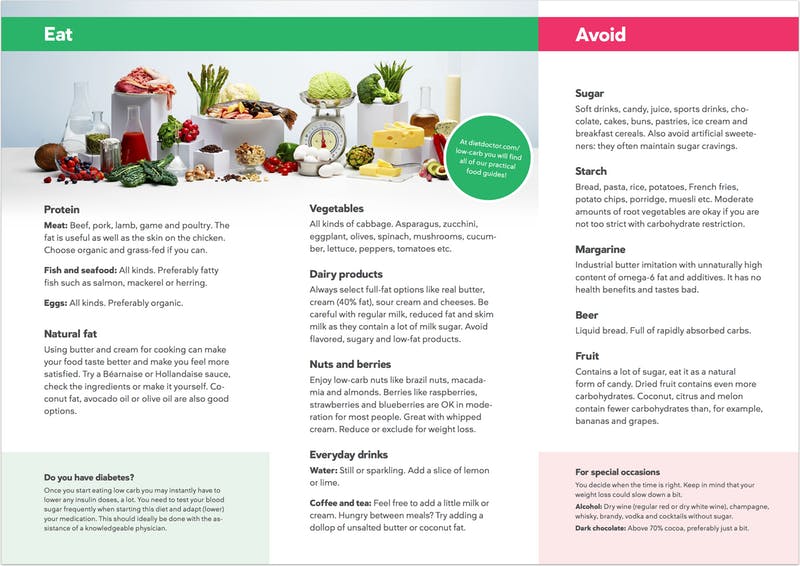 Eat
At dietdoctor.com/
low-carb you will find
all of our practical
food guides!
Protein
Meat: Beef, pork, lamb, game and poultry. The
fat is useful as well as the skin on the chicken.
Choose organic and grass-fed if you can.
Fish and seafood: All kinds. Preferably fatty
fish such as salmon, mackerel or herring.
Eggs: All kinds. Preferably organic.
Natural fat
Using butter and cream for cooking can make
your food taste better and make you feel more
satisfied. Try a Béarnaise or Hollandaise sauce,
check the ingredients or make it yourself. Co-
conut fat, avocado oil or olive oil are also good
options.
Do you have diabetes?
Once you start eating low carb you may instantly have to
lower any insulin doses, a lot. You need to test your blood
sugar frequently when starting this diet and adapt (lower)
your medication. This should ideally be done with the as-
sistance of a knowledgeable physician.
Vegetables
All kinds of cabbage. Asparagus, zucchini,
eggplant, olives, spinach, mushrooms, cucum-
ber, lettuce, peppers, tomatoes etc.
Dairy products
Always select full-fat options like real butter,
cream (40% fat), sour cream and cheeses. Be
careful with regular milk, reduced fat and skim
milk as they contain a lot of milk sugar. Avoid
flavored, sugary and low-fat products.
Nuts and berries
Enjoy low-carb nuts like brazil nuts, macada-
mia and almonds. Berries like raspberries,
strawberries and blueberries are OK in mode-
ration for most people. Great with whipped
cream. Reduce or exclude for weight loss.
Everyday drinks
Water: Still or sparkling. Add a slice of lemon
or lime.
Coffee and tea: Feel free to add a little milk or
cream. Hungry between meals? Try adding a
dollop of unsalted butter or coconut fat.
Avoid
Sugar
Soft drinks, candy, juice, sports drinks, cho-
colate, cakes, buns, pastries, ice cream and
breakfast cereals. Also avoid artificial sweete-
ners: they often maintain sugar cravings.
Starch
Bread, pasta, rice, potatoes, French fries,
potato chips, porridge, muesli etc. Moderate
amounts of root vegetables are okay if you are
not too strict with carbohydrate restriction.
Margarine
Industrial butter imitation with unnaturally high
content of omega-6 fat and additives. It has no
health benefits and tastes bad.
Beer
Liquid bread. Full of rapidly absorbed carbs.
Fruit
Contains a lot of sugar, eat it as a natural
form of candy. Dried fruit contains even more
carbohydrates. Coconut, citrus and melon
contain fewer carbohydrates than, for example,
bananas and grapes.
For special occasions
You decide when the time is right. Keep in mind that your
weight loss could slow down a bit.
Alcohol: Dry wine (regular red or dry white wine), champagne,
whisky, brandy, vodka and cocktails without sugar.
Dark chocolate: Above 70% cocoa, preferably just a bit.